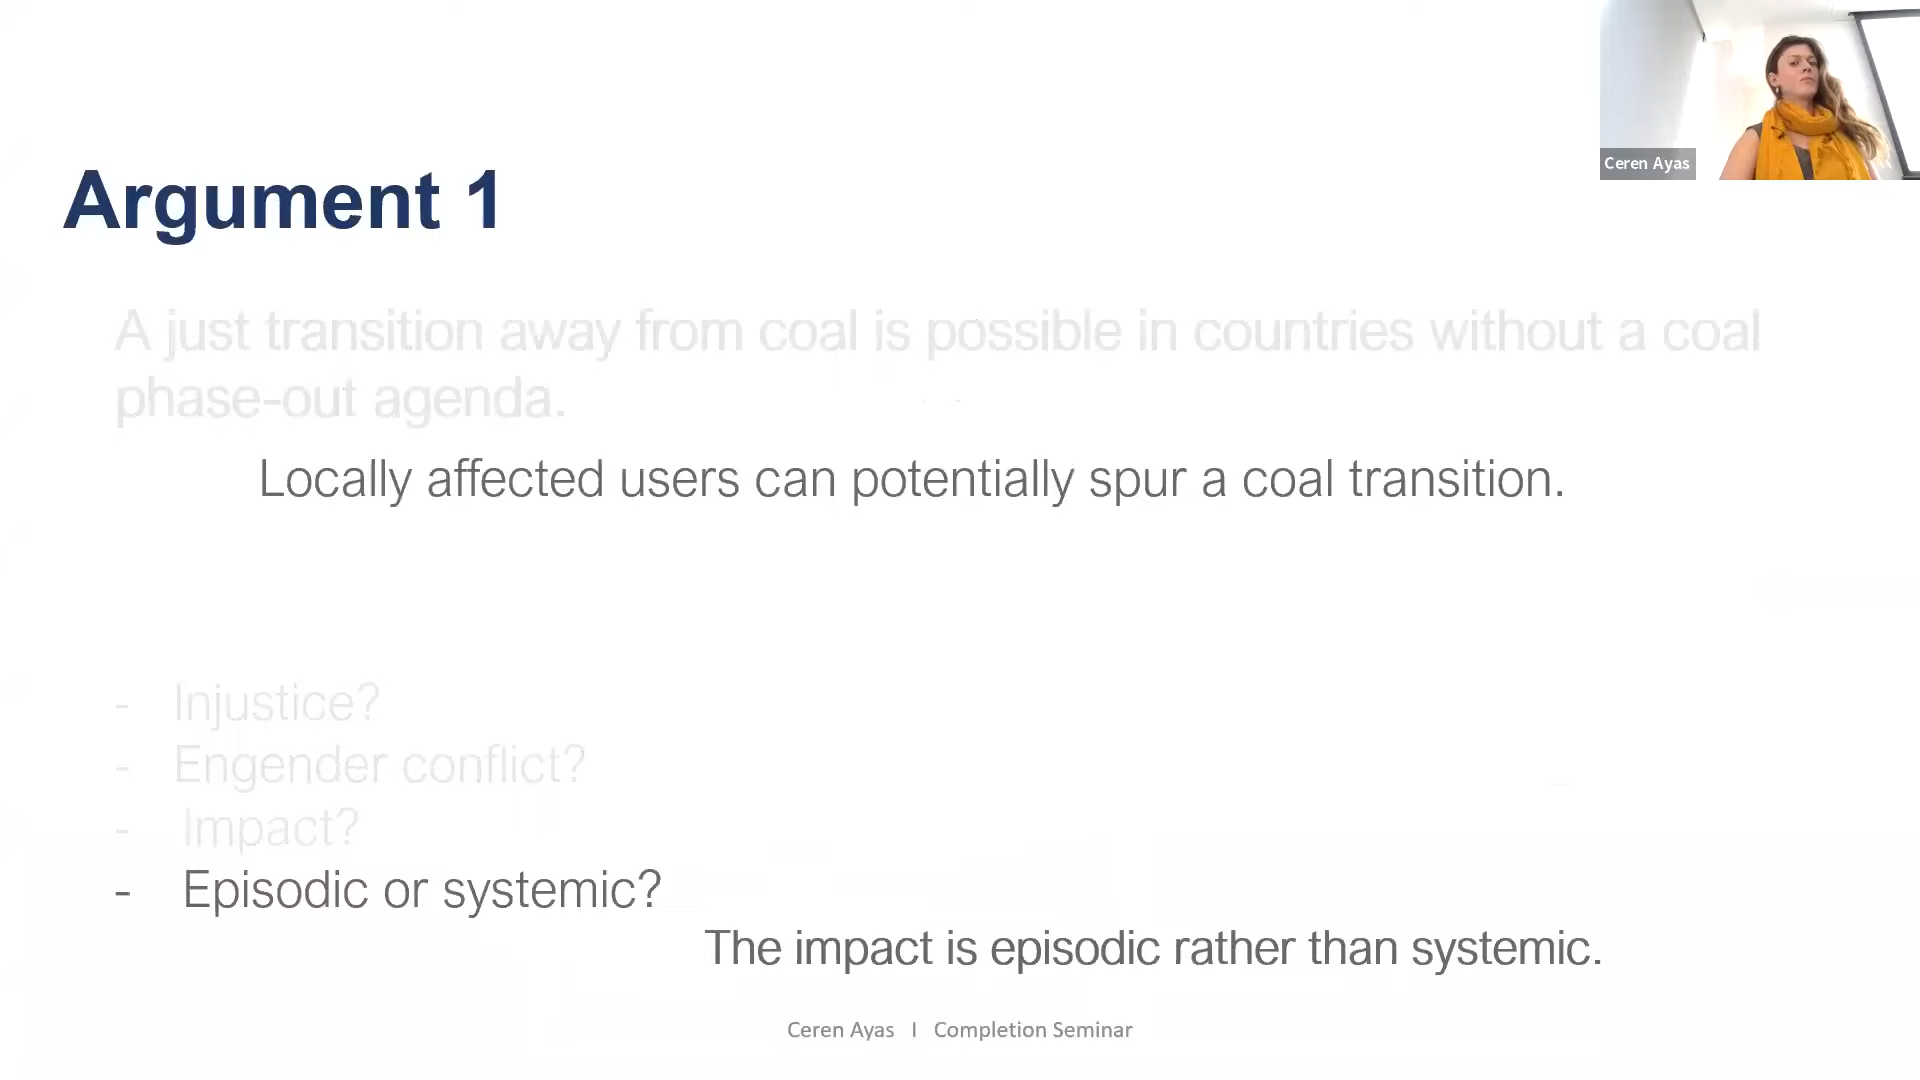 Ceren Ayas
Argument 1
A just transition away from coal is possible in countries without a coal
phase-out agenda.
Locally affected users can potentially spur a coal transition.
- Injustice?
- Engender conflict?
- Impact?
- Episodic or systemic?
The impact is episodic rather than systemic.
Ceren Ayas I Completion Seminar